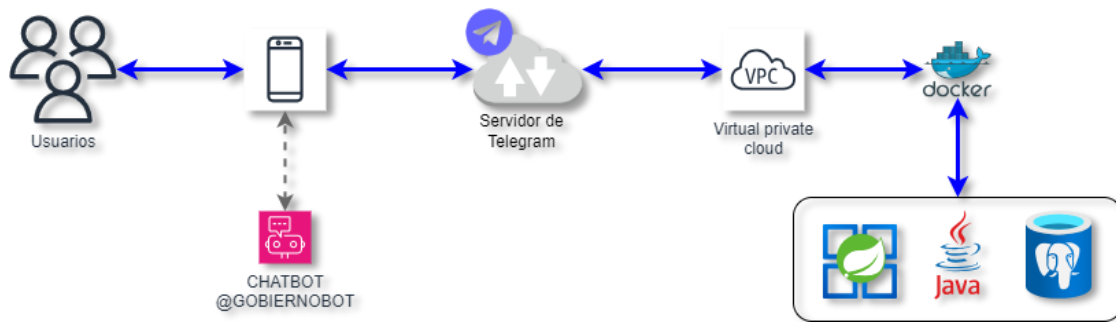 Usuarios
CHATBOT
@GOBIERNOBOT
Servidor de
Telegram
VPC
Virtual private
cloud
docker
Java